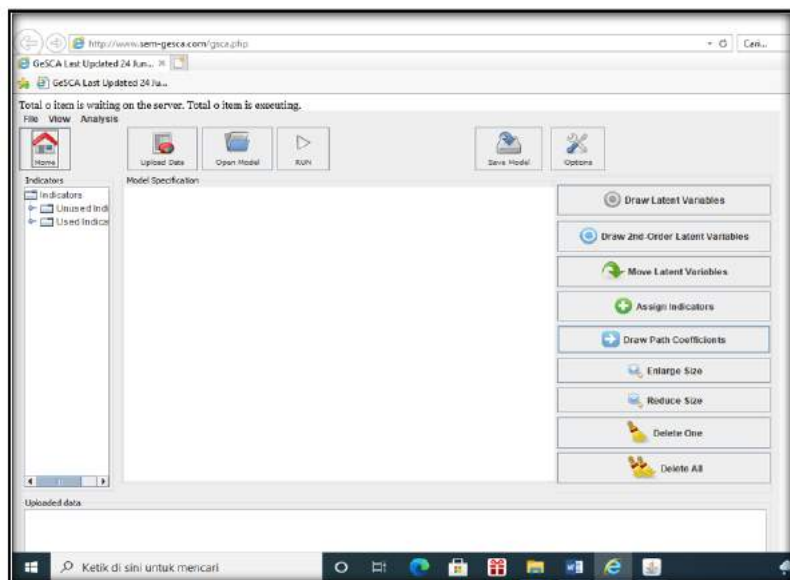 http://www.sem-gesca.com/gsca.php
Cari...
GeSCA Last Updated 24 Jun...
GeSCA Last Updated 24 Ju...
Total 0 item is waiting on the server. Total 0 item is executing.
File View Analysis
Home
Upload Data
Open Model
RUN
Save Model
Options
Indicators
Model Specification
Indicators
Unused Indi
Used Indica
Draw Latent Variables
Draw 2nd-Order Latent Variables
Move Latent Variables
Assign Indicators
Draw Path Coefficients
Enlarge Size
Reduce Size
Delete One
Delete All
Uploaded data
Ketik di sini untuk mencari